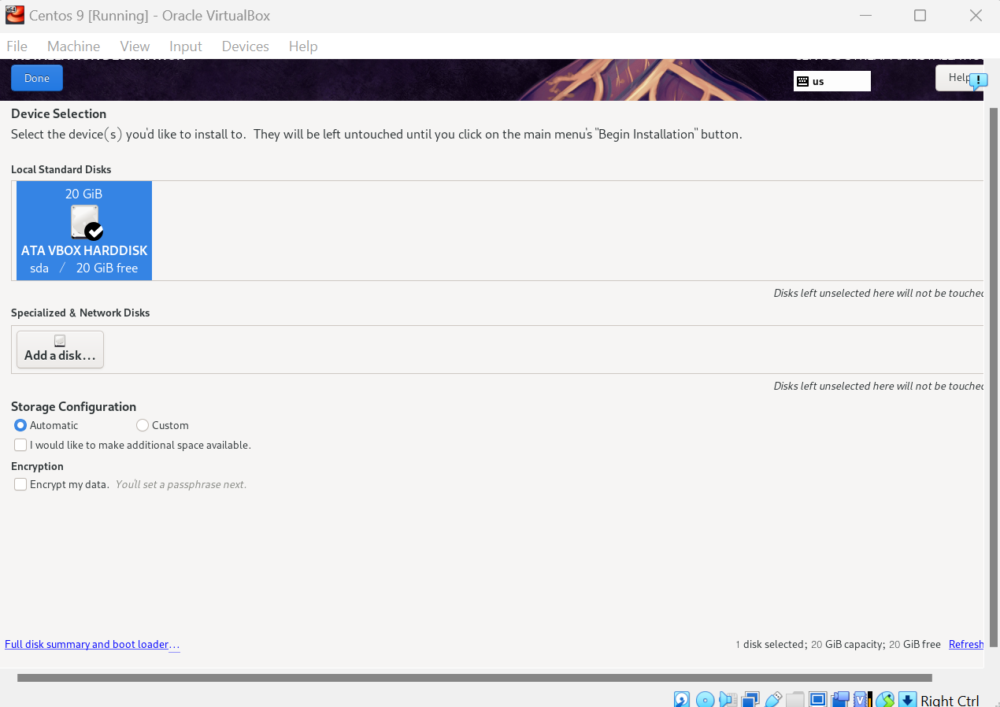 Centos 9 [Running] - Oracle VirtualBox
File Machine View Input Devices Help
Done
us
Help
Device Selection
Select the device(s) you'd like to install to. They will be left untouched until you click on the main menu's "Begin Installation" button.
Local Standard Disks
20 GiB
ATA VBOX HARDDISK
sda / 20 GiB free
Disks left unselected here will not be touched
Specialized & Network Disks
Add a disk...
Disks left unselected here will not be touched
Storage Configuration
Automatic Custom
I would like to make additional space available.
Encryption
Encrypt my data. You'll set a passphrase next.
Full disk summary and boot loader...
1 disk selected; 20 GiB capacity; 20 GiB free Refresh
Right Ctrl